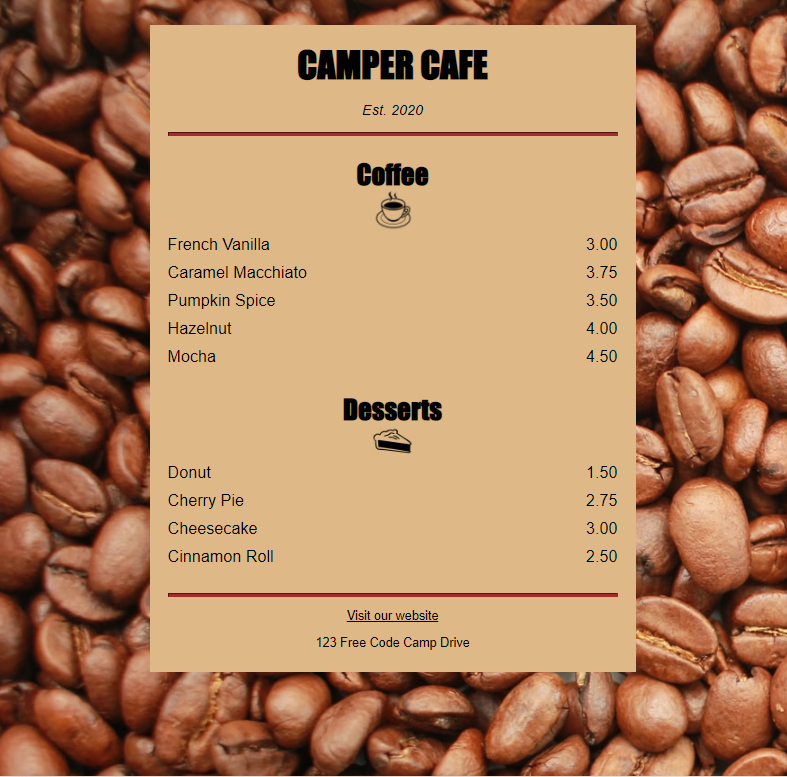 CAMPER CAFE
Est. 2020
Coffee
French Vanilla 3.00
Caramel Macchiato 3.75
Pumpkin Spice 3.50
Hazelnut 4.00
Mocha 4.50
Desserts
Donut 1.50
Cherry Pie 2.75
Cheesecake 3.00
Cinnamon Roll 2.50
Visit our website
123 Free Code Camp Drive